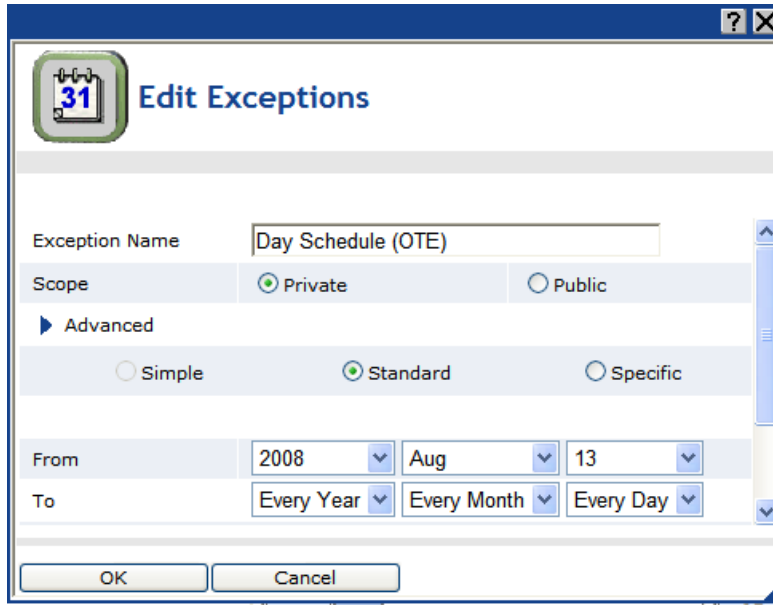 ? X
31 Edit Exceptions
Exception Name Day Schedule (OTE)
Scope Private Public
Advanced
Simple Standard Specific
From 2008 Aug 13
To Every Year Every Month Every Day
OK Cancel